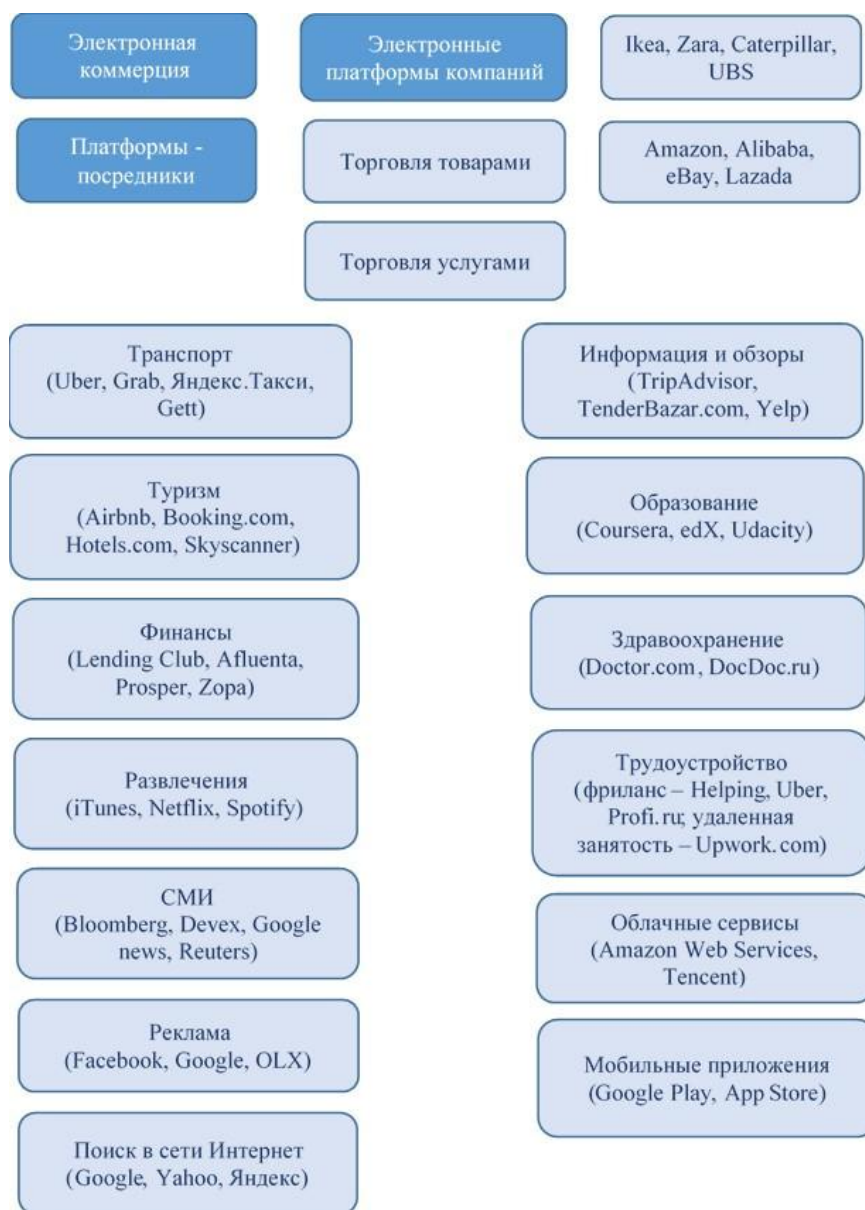 Электронная
коммерция
Электронные
платформы компаний
Ikea, Zara, Caterpillar,
UBS
Платформы -
посредники
Торговля товарами
Amazon, Alibaba,
eBay, Lazada
Торговля услугами
Транспорт
(Uber, Grab, Яндекс.Такси,
Gett)
Информация и обзоры
(TripAdvisor,
TenderBazar.com, Yelp)
Туризм
(Airbnb, Booking.com,
Hotels.com, Skyscanner)
Образование
(Coursera, edX, Udacity)
Финансы
(Lending Club, Afluenta,
Prosper, Zopa)
Здравоохранение
(Doctor.com, DocDoc.ru)
Развлечения
(iTunes, Netflix, Spotify)
Трудоустройство
(фриланс – Helping, Uber,
Profi.ru; удаленная
занятость – Upwork.com)
СМИ
(Bloomberg, Devex, Google
news, Reuters)
Облачные сервисы
(Amazon Web Services,
Tencent)
Реклама
(Facebook, Google, OLX)
Мобильные приложения
(Google Play, App Store)
Поиск в сети Интернет
(Google, Yahoo, Яндекс)